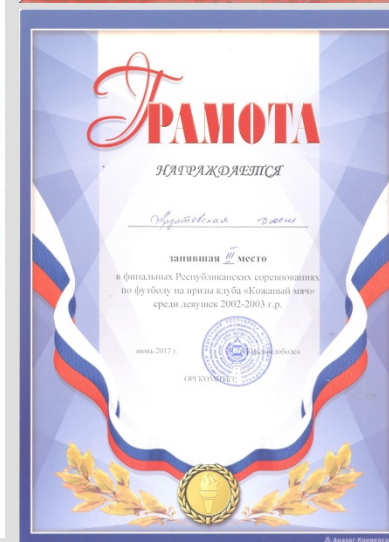 ГРАМОТА
НАГРАЖДАЕТСЯ
Ардатовская
занявшая III место
в финальных Республиканских соревнованиях
по футболу на призы клуба «Кожаный мяч»
среди девушек 2002-2003 г.р.
июнь 2017 г.
ОРГКОМИТЕТ